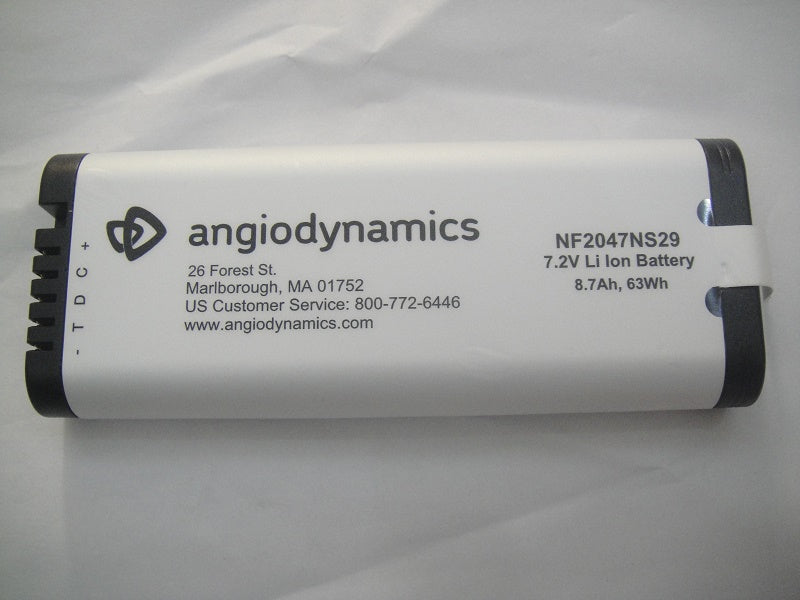 angiodynamics
26 Forest St.
Marlborough, MA 01752
US Customer Service: 800-772-6446
www.angiodynamics.com
NF2047NS29
7.2V Li Ion Battery
8.7Ah, 63Wh
- T D C +